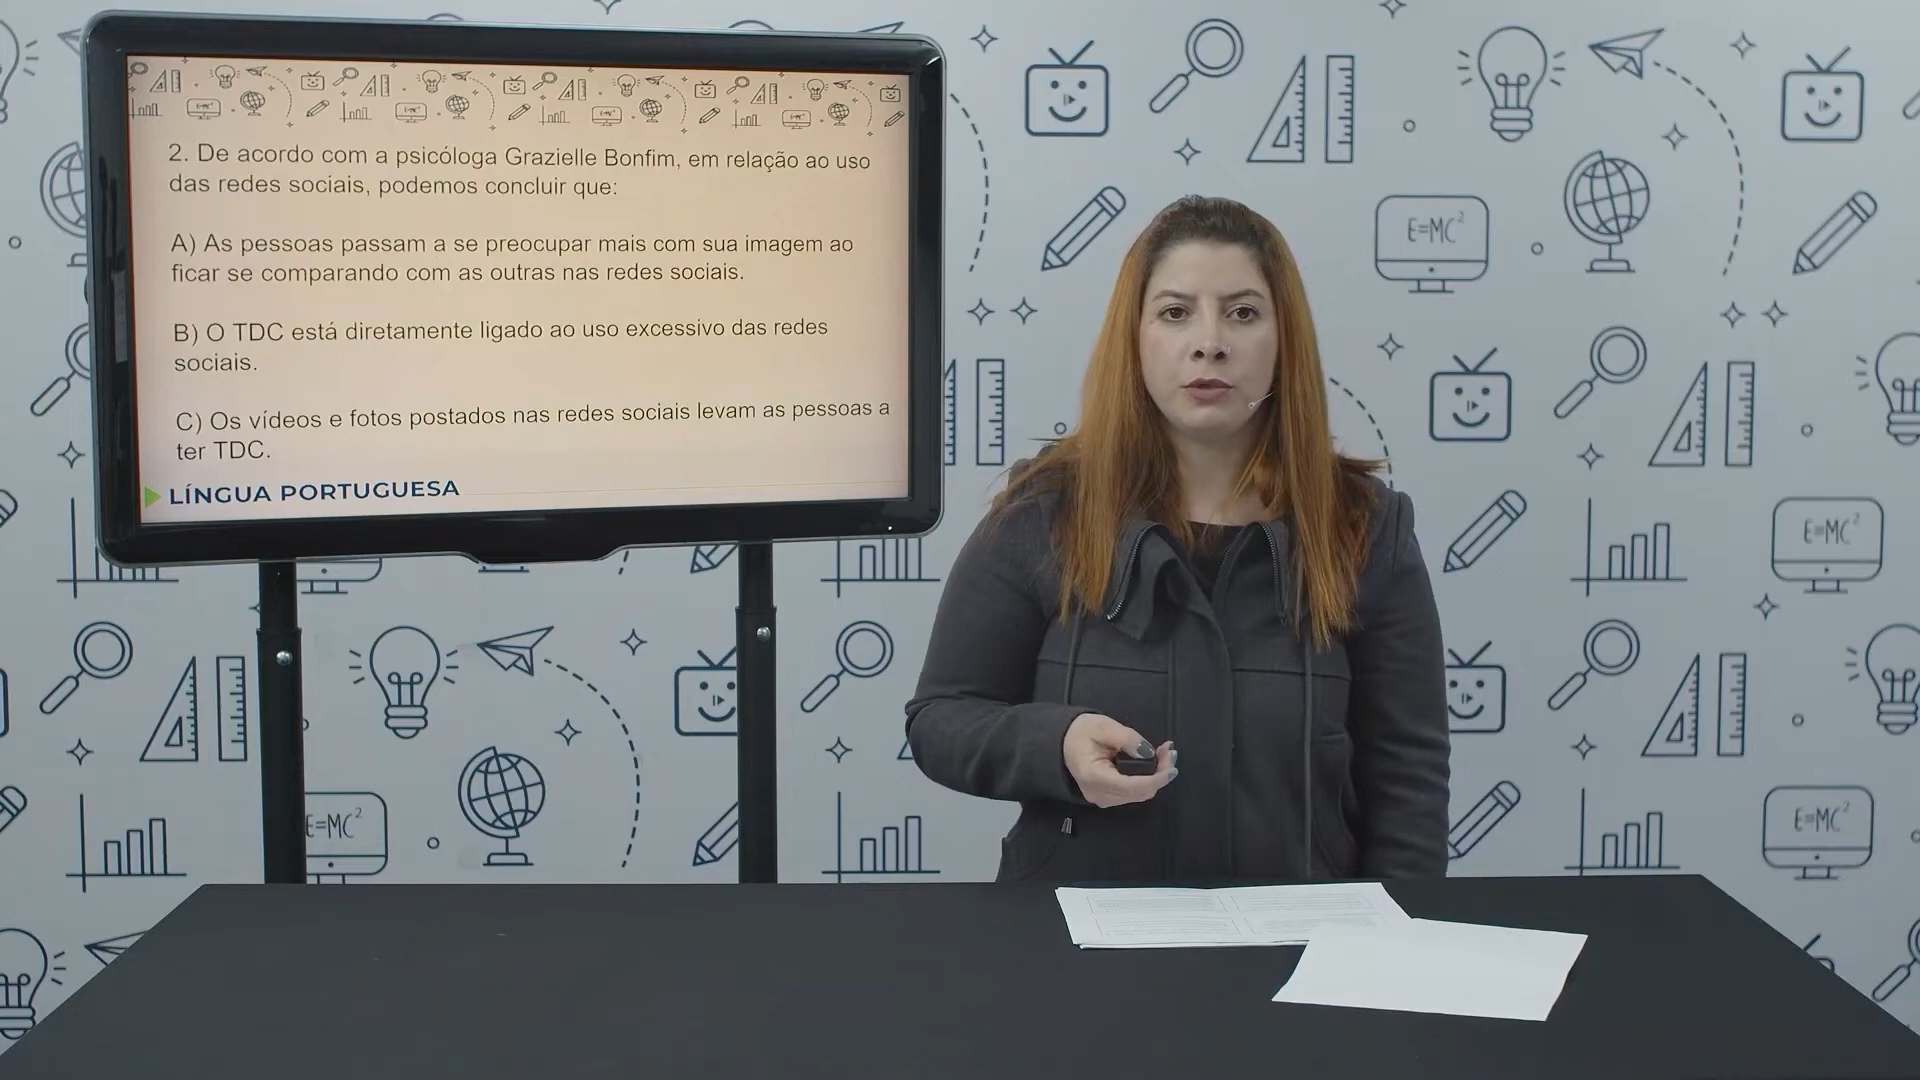 2. De acordo com a psicóloga Grazielle Bonfim, em relação ao uso
das redes sociais, podemos concluir que:
A) As pessoas passam a se preocupar mais com sua imagem ao
ficar se comparando com as outras nas redes sociais.
B) O TDC está diretamente ligado ao uso excessivo das redes
sociais.
C) Os vídeos e fotos postados nas redes sociais levam as pessoas a
ter TDC.
LÍNGUA PORTUGUESA
E=MC²
E=MC²
E=MC²
E=MC²